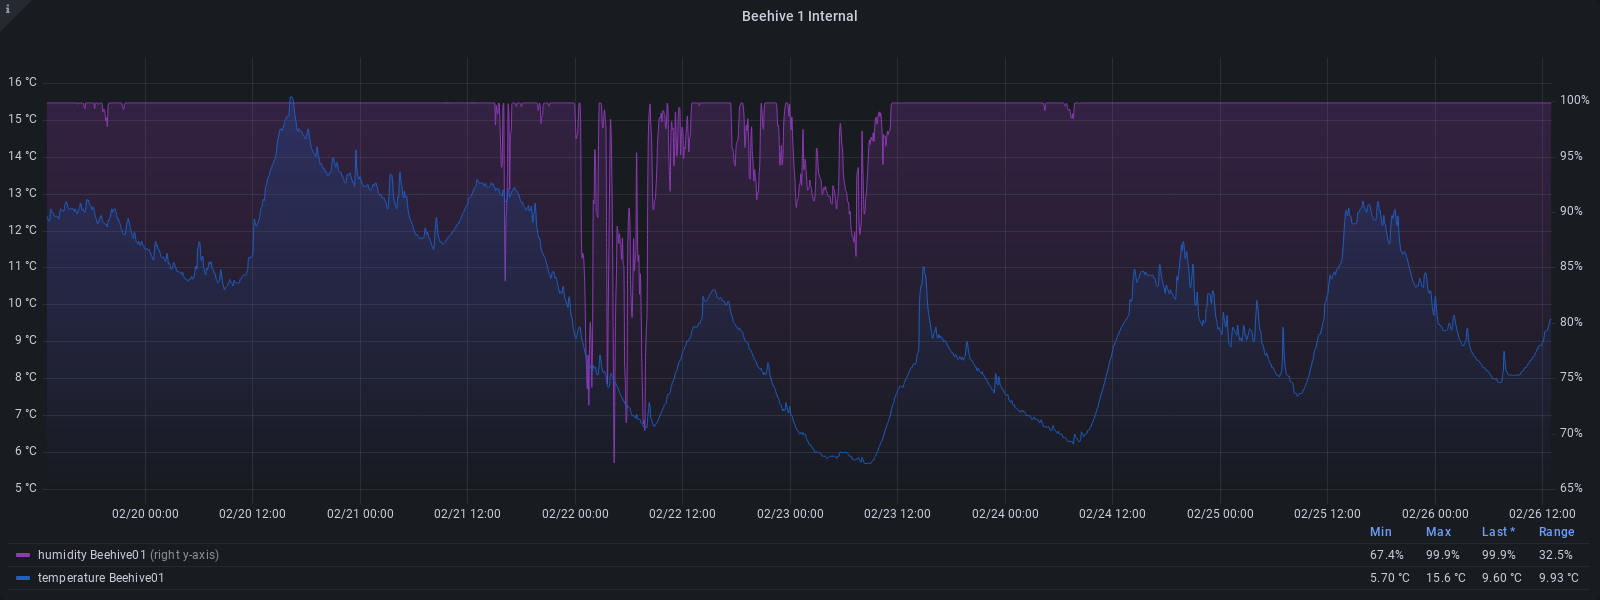 i
Beehive 1 Internal
16 °C
15 °C
14 °C
13 °C
12 °C
11 °C
10 °C
9 °C
8 °C
7 °C
6 °C
5 °C
100%
95%
90%
85%
80%
75%
70%
65%
02/20 00:00 02/20 12:00 02/21 00:00 02/21 12:00 02/22 00:00 02/22 12:00 02/23 00:00 02/23 12:00 02/24 00:00 02/24 12:00 02/25 00:00 02/25 12:00 02/26 00:00 02/26 12:00
Min Max Last * Range
humidity Beehive01 (right y-axis) 67.4% 99.9% 99.9% 32.5%
temperature Beehive01 5.70 °C 15.6 °C 9.60 °C 9.93 °C